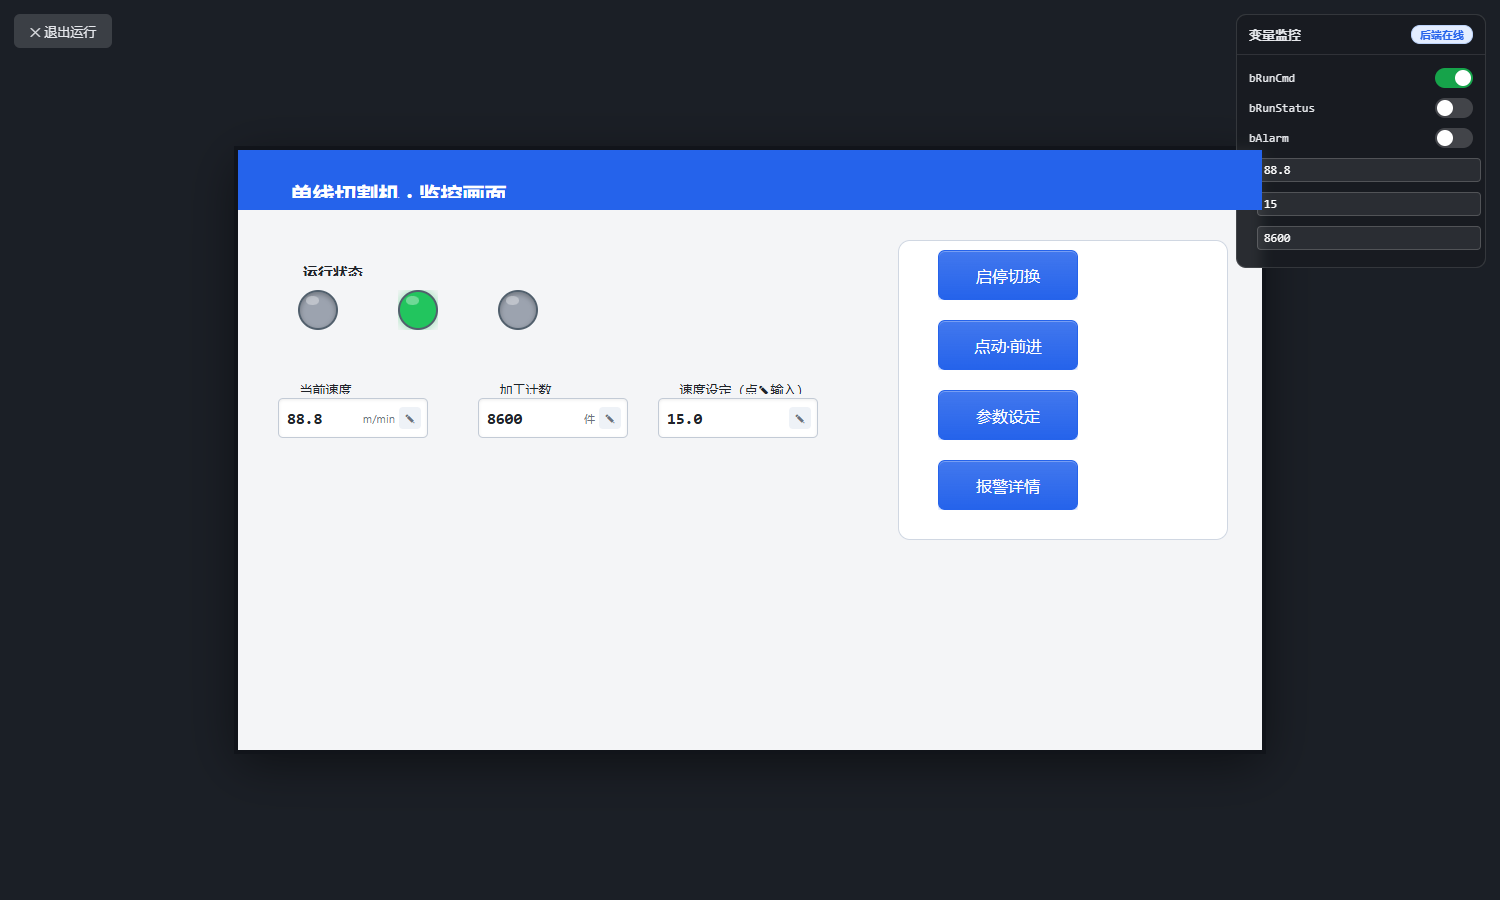 退出运行
变量监控
后端在线
bRunCmd
bRunStatus
bAlarm
88.8
15
8600
单线切割机 · 监控画面
运行状态
当前速度
加工计数
速度设定（点✎输入）
88.8 m/min
8600 件
15.0
启停切换
点动·前进
参数设定
报警详情